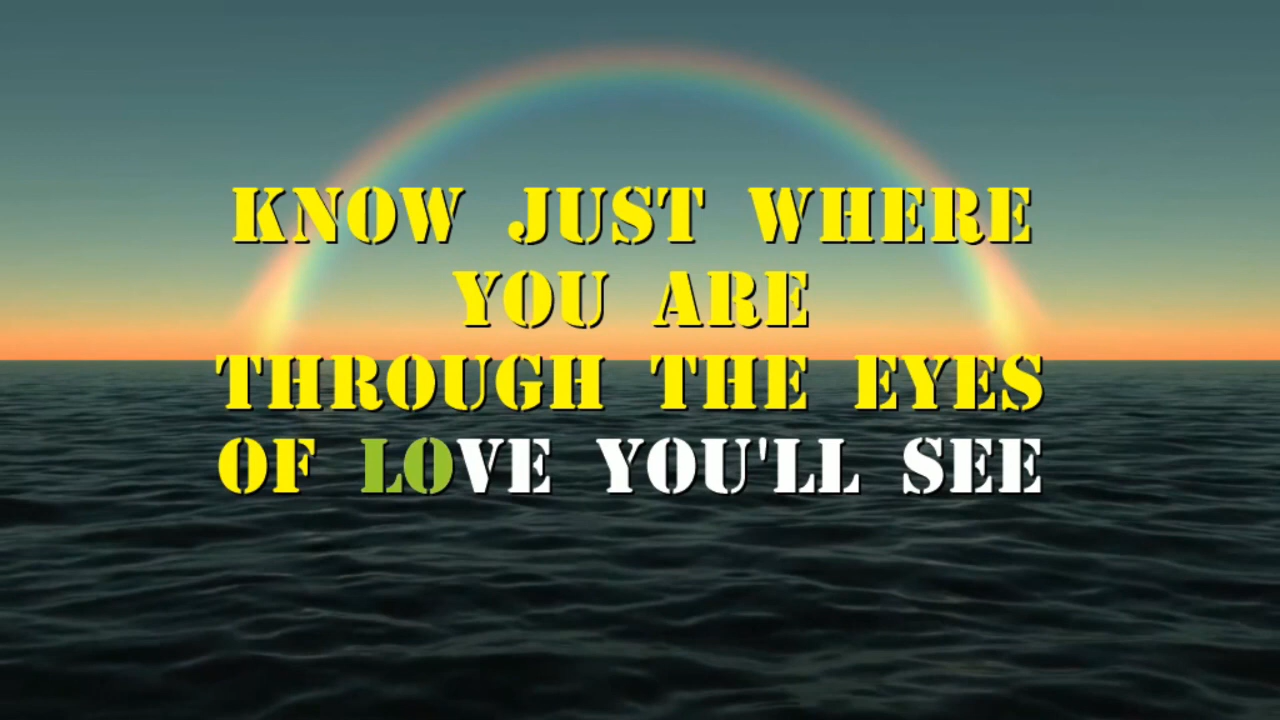 KNOW JUST WHERE
YOU ARE
THROUGH THE EYES
OF LOVE YOU'LL SEE